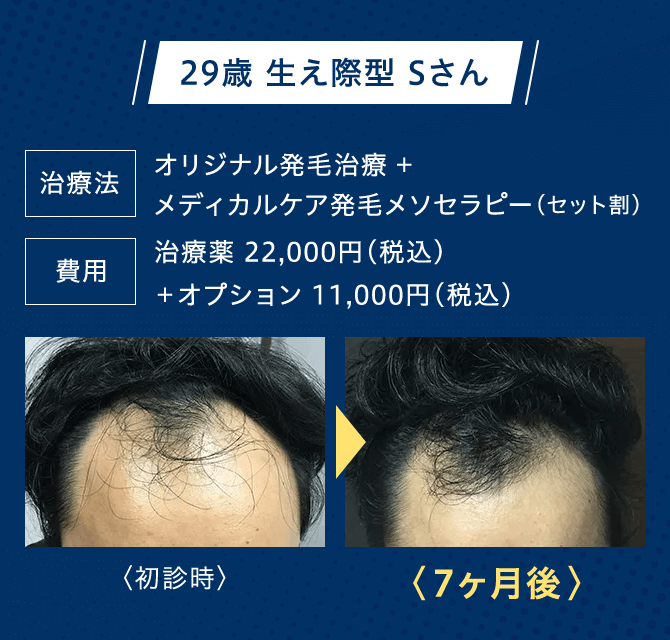 29歳 生え際型 Sさん
治療法
オリジナル発毛治療 +
メディカルケア発毛メソセラピー（セット割）
費用
治療薬 22,000円（税込）
+オプション 11,000円（税込）
〈初診時〉
〈7ヶ月後〉